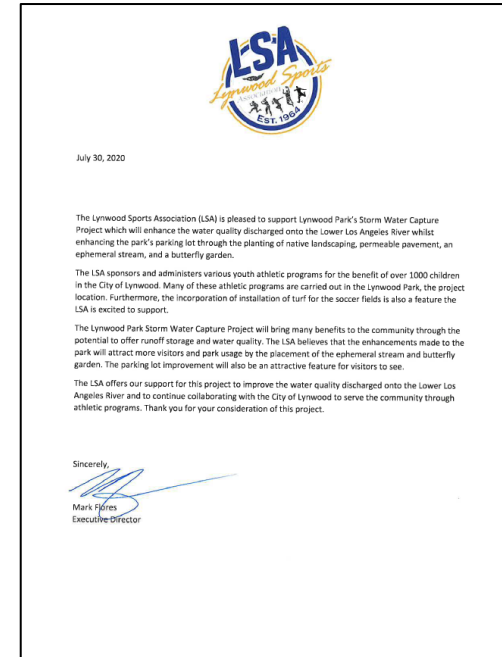 LSA
Lynwood Sports
Association
EST. 1964
July 30, 2020
The Lynwood Sports Association (LSA) is pleased to support Lynwood Park's Storm Water Capture
Project which will enhance the water quality discharged onto the Lower Los Angeles River whilst
enhancing the park's parking lot through the planting of native landscaping, permeable pavement, an
ephemeral stream, and a butterfly garden.
The LSA sponsors and administers various youth athletic programs for the benefit of over 1000 children
in the City of Lynwood. Many of these athletic programs are carried out in the Lynwood Park, the project
location. Furthermore, the incorporation of installation of turf for the soccer fields is also a feature the
LSA is excited to support.
The Lynwood Park Storm Water Capture Project will bring many benefits to the community through the
potential to offer runoff storage and water quality. The LSA believes that the enhancements made to the
park will attract more visitors and park usage by the placement of the ephemeral stream and butterfly
garden. The parking lot improvement will also be an attractive feature for visitors to see.
The LSA offers our support for this project to improve the water quality discharged onto the Lower Los
Angeles River and to continue collaborating with the City of Lynwood to serve the community through
athletic programs. Thank you for your consideration of this project.
Sincerely,
Mark Flores
Executive Director